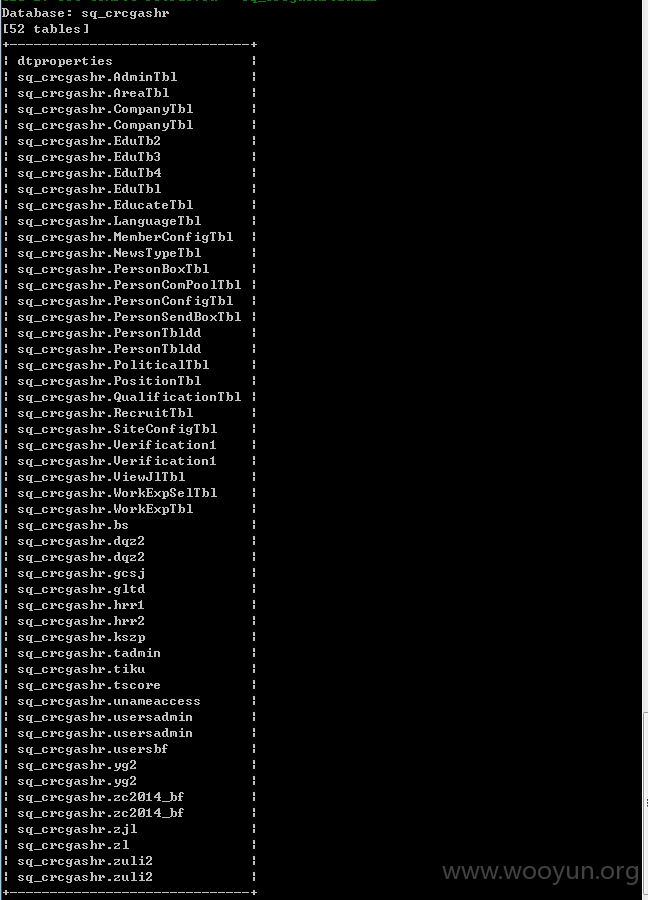 Database: sq_crcgashr
[52 tables]
+------------------------------+
| dtproperties |
| sq_crcgashr.AdminTbl |
| sq_crcgashr.AreaTbl |
| sq_crcgashr.CompanyTbl |
| sq_crcgashr.CompanyTbl |
| sq_crcgashr.EduTb2 |
| sq_crcgashr.EduTb3 |
| sq_crcgashr.EduTb4 |
| sq_crcgashr.EduTbl |
| sq_crcgashr.EducateTbl |
| sq_crcgashr.LanguageTbl |
| sq_crcgashr.MemberConfigTbl |
| sq_crcgashr.NewsTypeTbl |
| sq_crcgashr.PersonBoxTbl |
| sq_crcgashr.PersonComPoolTbl |
| sq_crcgashr.PersonConfigTbl |
| sq_crcgashr.PersonSendBoxTbl |
| sq_crcgashr.PersonTbldd |
| sq_crcgashr.PersonTbldd |
| sq_crcgashr.PoliticalTbl |
| sq_crcgashr.PositionTbl |
| sq_crcgashr.QualificationTbl |
| sq_crcgashr.RecruitTbl |
| sq_crcgashr.SiteConfigTbl |
| sq_crcgashr.Verification1 |
| sq_crcgashr.Verification1 |
| sq_crcgashr.ViewJlTbl |
| sq_crcgashr.WorkExpSelTbl |
| sq_crcgashr.WorkExpTbl |
| sq_crcgashr.bs |
| sq_crcgashr.dqz2 |
| sq_crcgashr.dqz2 |
| sq_crcgashr.gcsj |
| sq_crcgashr.gltd |
| sq_crcgashr.hrr1 |
| sq_crcgashr.hrr2 |
| sq_crcgashr.kszp |
| sq_crcgashr.tadmin |
| sq_crcgashr.tiku |
| sq_crcgashr.tscore |
| sq_crcgashr.unameaccess |
| sq_crcgashr.usersadmin |
| sq_crcgashr.usersadmin |
| sq_crcgashr.usersbf |
| sq_crcgashr.yg2 |
| sq_crcgashr.yg2 |
| sq_crcgashr.zc2014_bf |
| sq_crcgashr.zc2014_bf |
| sq_crcgashr.zjl |
| sq_crcgashr.zl |
| sq_crcgashr.zuli2 |
| sq_crcgashr.zuli2 |
+------------------------------+
www.wooyun.org